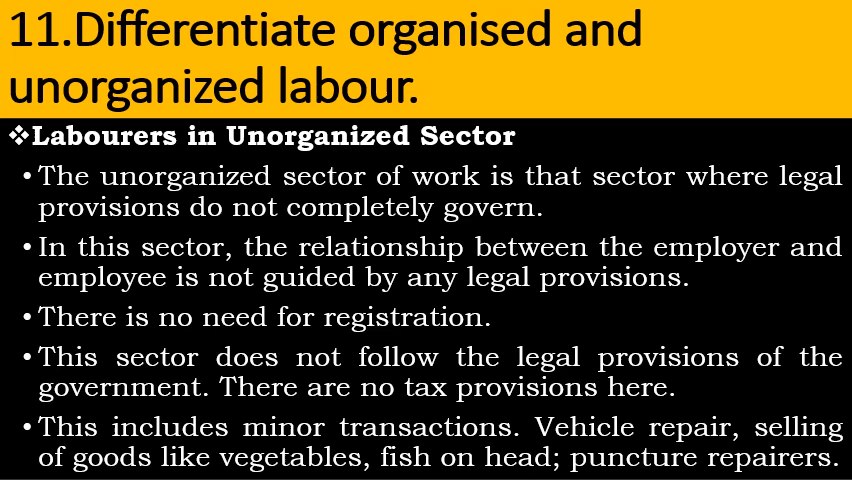 11.Differentiate organised and
unorganized labour.
❖Labourers in Unorganized Sector
• The unorganized sector of work is that sector where legal
provisions do not completely govern.
• In this sector, the relationship between the employer and
employee is not guided by any legal provisions.
• There is no need for registration.
• This sector does not follow the legal provisions of the
government. There are no tax provisions here.
• This includes minor transactions. Vehicle repair, selling
of goods like vegetables, fish on head; puncture repairers.